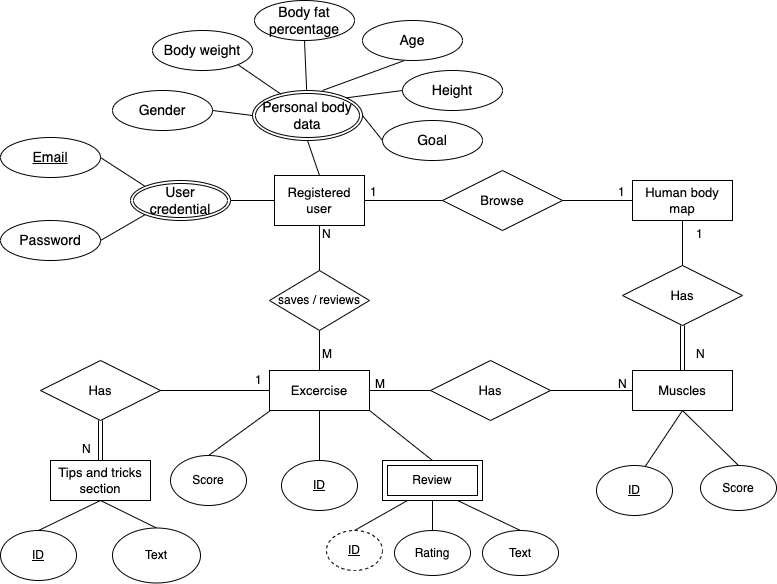 Body fat
percentage
Age
Body weight
Height
Gender
Personal body
data
Goal
Email
User
credential
Registered
user
1
Browse
1
Human body
map
Password
N
1
saves / reviews
Has
M
N
Has
1
Excercise
M
Has
N
Muscles
N
Tips and tricks
section
Score
ID
Review
ID
Score
ID
Text
ID
Rating
Text